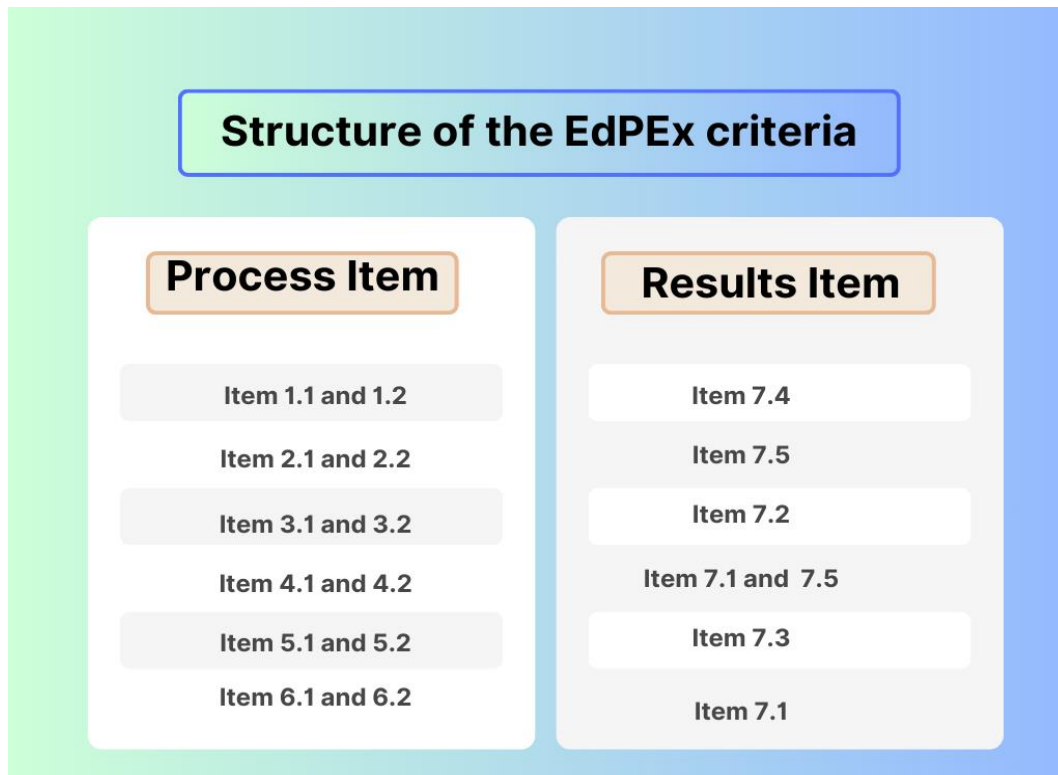 Structure of the EdPEx criteria
Process Item
Item 1.1 and 1.2
Item 2.1 and 2.2
Item 3.1 and 3.2
Item 4.1 and 4.2
Item 5.1 and 5.2
Item 6.1 and 6.2
Results Item
Item 7.4
Item 7.5
Item 7.2
Item 7.1 and 7.5
Item 7.3
Item 7.1